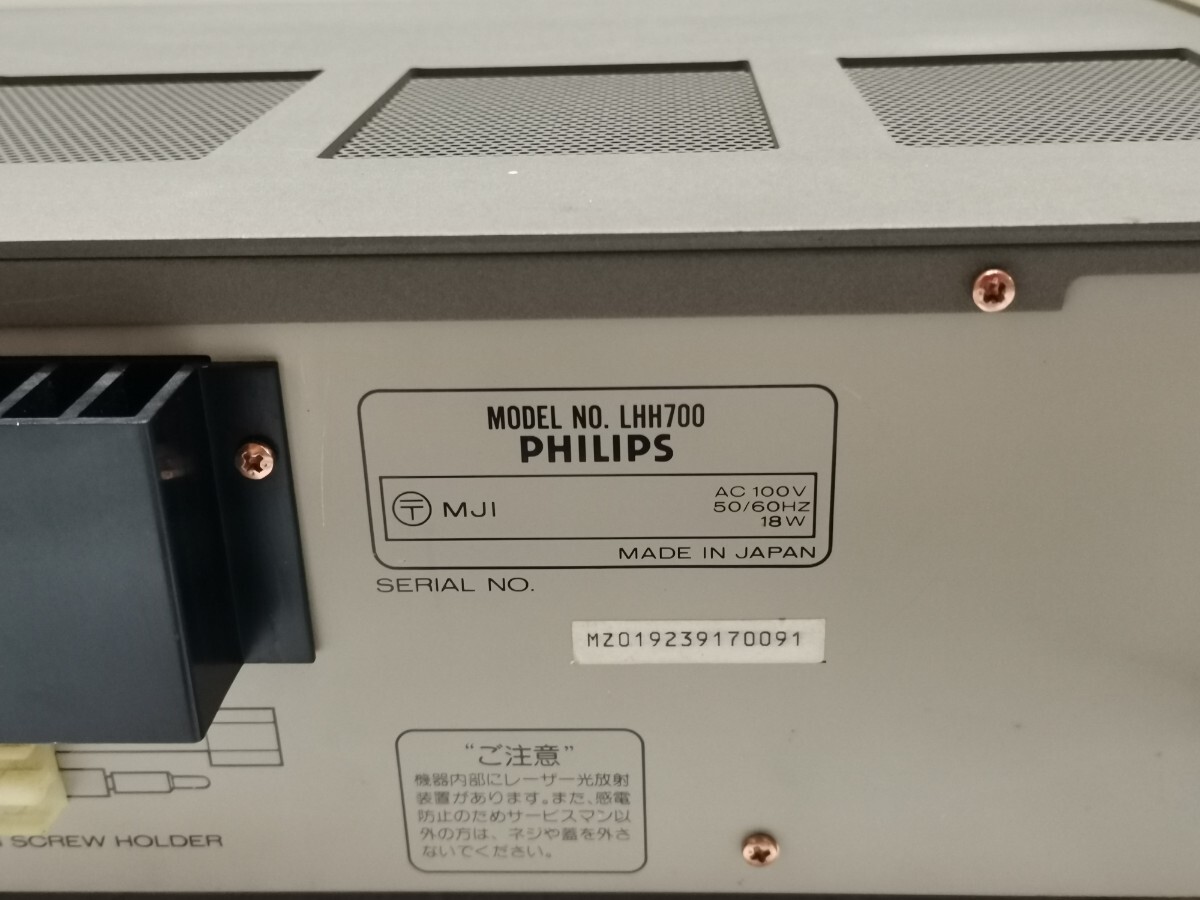 MODEL NO. LHH700
PHILIPS
〒 MJI
AC 100V
50/60HZ
18W
MADE IN JAPAN
SERIAL NO.
MZ019239170091
SCREW HOLDER
“ご注意”
機器内部にレーザー光放射
装置があります。また、感電
防止のためサービスマン以
外の方は、ネジや蓋を外さ
ないでください。